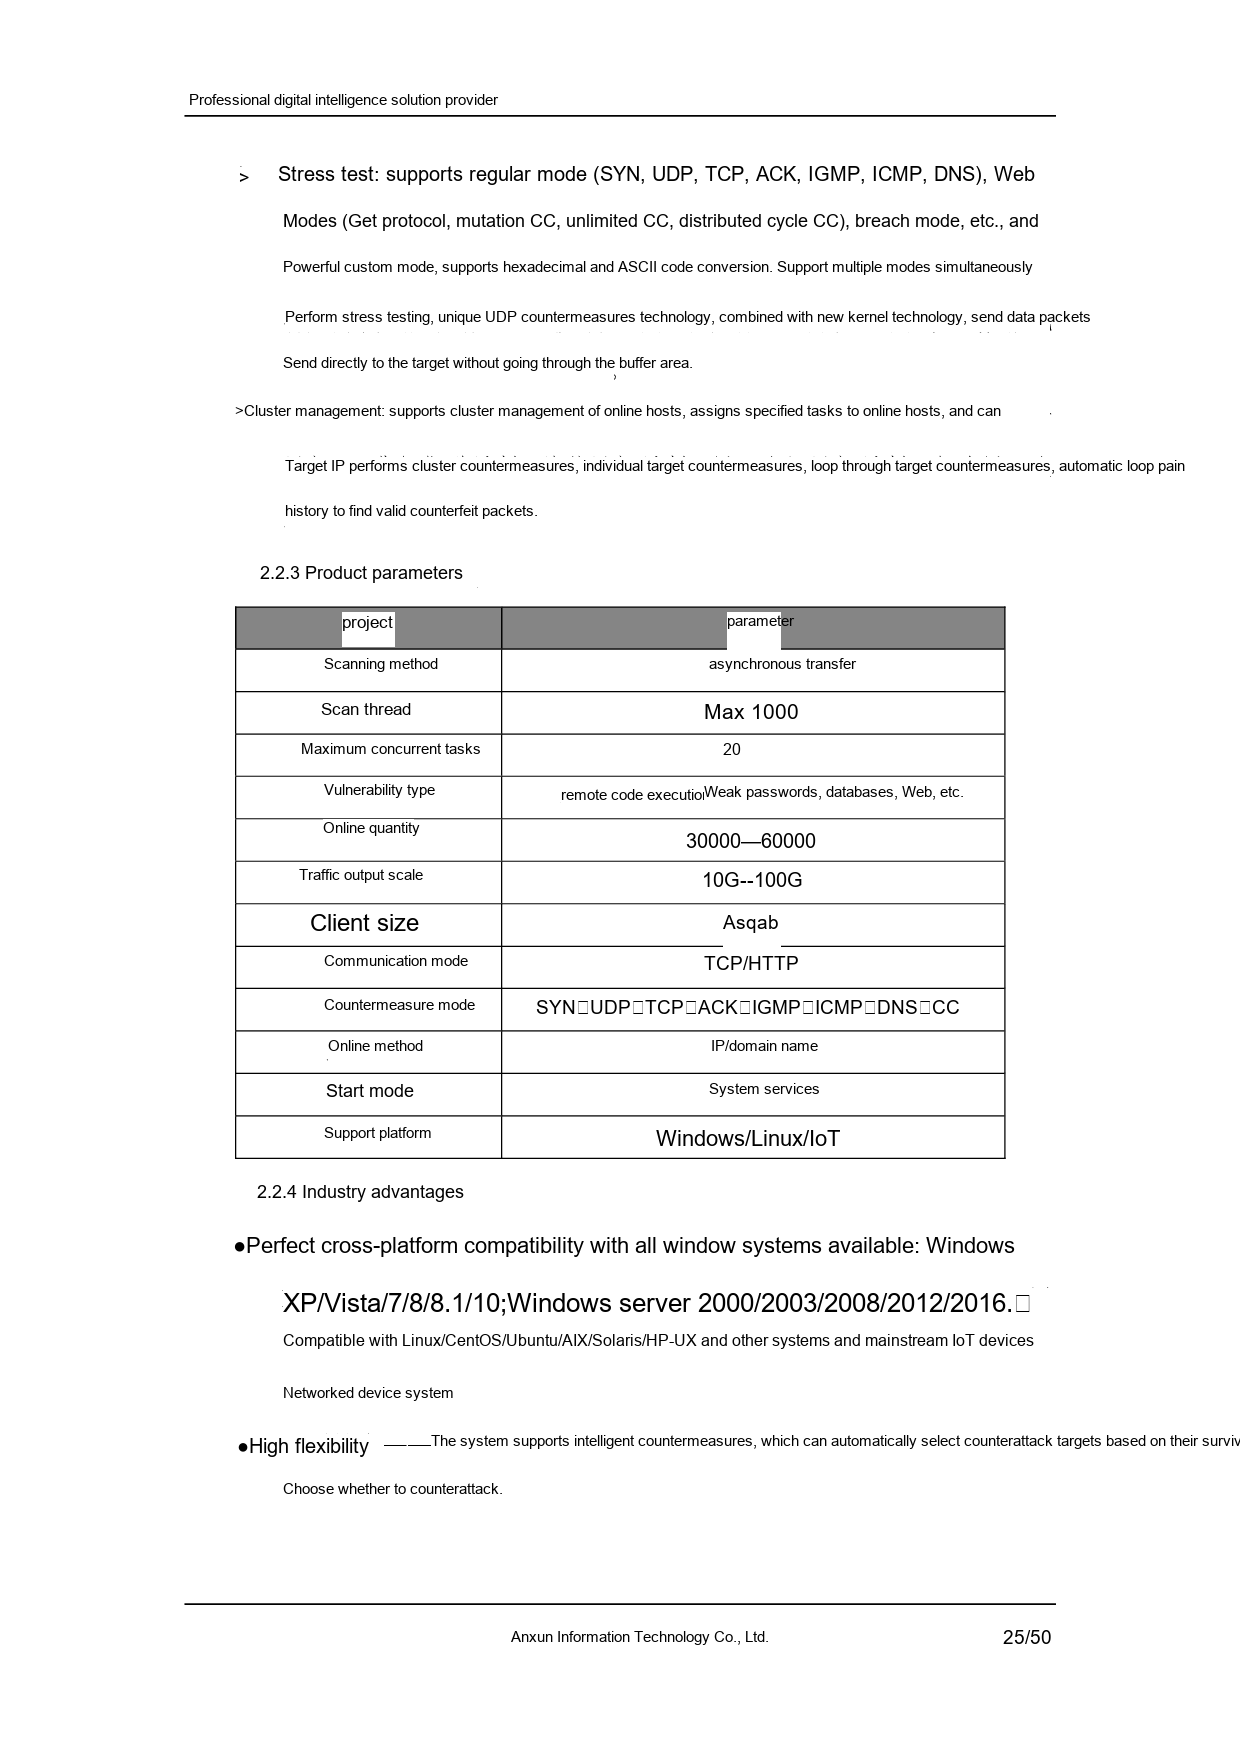 Professional digital intelligence solution provider
> Stress test: supports regular mode (SYN, UDP, TCP, ACK, IGMP, ICMP, DNS), Web
Modes (Get protocol, mutation CC, unlimited CC, distributed cycle CC), breach mode, etc., and
Powerful custom mode, supports hexadecimal and ASCII code conversion. Support multiple modes simultaneously
Perform stress testing, unique UDP countermeasures technology, combined with new kernel technology, send data packets
Send directly to the target without going through the buffer area.
>Cluster management: supports cluster management of online hosts, assigns specified tasks to online hosts, and can
Target IP performs cluster countermeasures, individual target countermeasures, loop through target countermeasures, automatic loop pain
history to find valid counterfeit packets.
2.2.3 Product parameters
project parameter
Scanning method asynchronous transfer
Scan thread Max 1000
Maximum concurrent tasks 20
Vulnerability type remote code execution Weak passwords, databases, Web, etc.
Online quantity 30000—60000
Traffic output scale 10G--100G
Client size Asqab
Communication mode TCP/HTTP
Countermeasure mode SYN□UDP□TCP□ACK□IGMP□ICMP□DNS□CC
Online method IP/domain name
Start mode System services
Support platform Windows/Linux/IoT
2.2.4 Industry advantages
●Perfect cross-platform compatibility with all window systems available: Windows
XP/Vista/7/8/8.1/10;Windows server 2000/2003/2008/2012/2016.□
Compatible with Linux/CentOS/Ubuntu/AIX/Solaris/HP-UX and other systems and mainstream IoT devices
Networked device system
●High flexibility ——The system supports intelligent countermeasures, which can automatically select counterattack targets based on their surviv
Choose whether to counterattack.
Anxun Information Technology Co., Ltd. 25/50